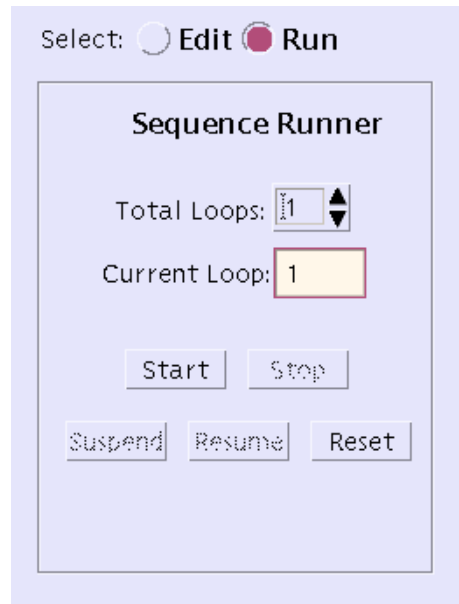 Select: Edit Run
Sequence Runner
Total Loops: 1
Current Loop: 1
Start Stop
Suspend Resume Reset